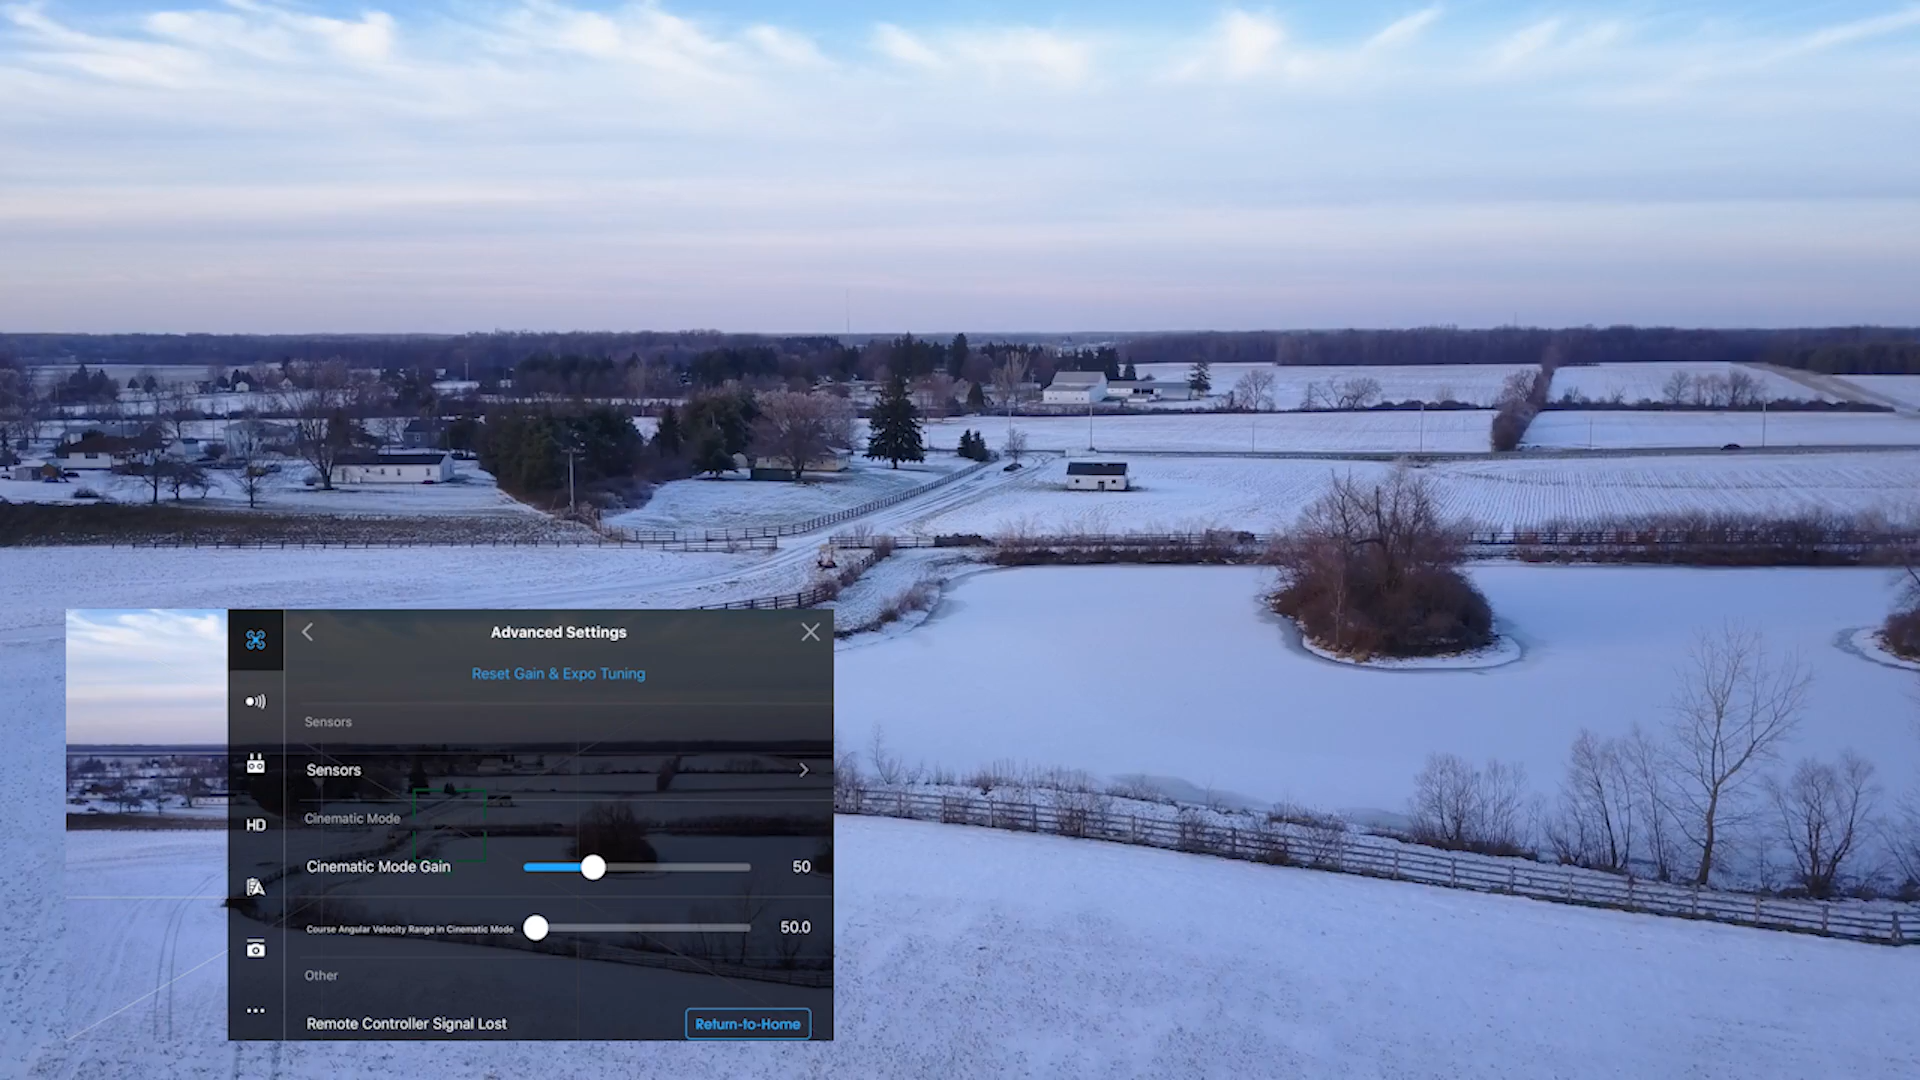 Advanced Settings
Reset Gain & Expo Tuning
Sensors
Sensors
Cinematic Mode
HD
Cinematic Mode Gain 50
Course Angular Velocity Range in Cinematic Mode 50.0
Other
Remote Controller Signal Lost Return-to-Home